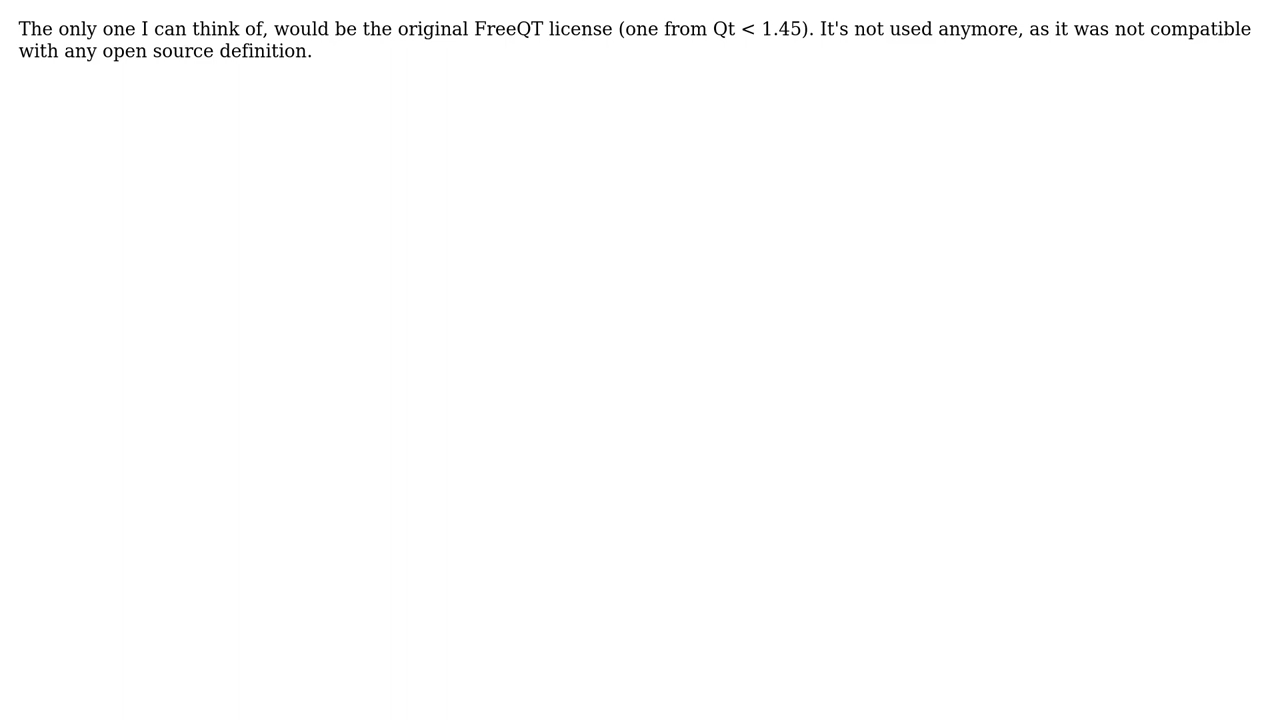 The only one I can think of, would be the original FreeQT license (one from Qt < 1.45). It's not used anymore, as it was not compatible
with any open source definition.